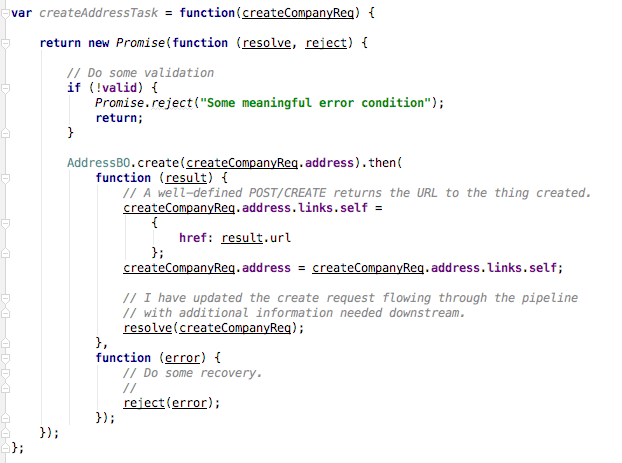 var createAddressTask = function(createCompanyReq) {
return new Promise(function (resolve, reject) {
// Do some validation
if (!valid) {
Promise.reject("Some meaningful error condition");
return;
}
AddressBO.create(createCompanyReq.address).then(
function (result) {
// A well-defined POST/CREATE returns the URL to the thing created.
createCompanyReq.address.links.self =
{
href: result.url
};
createCompanyReq.address = createCompanyReq.address.links.self;
// I have updated the create request flowing through the pipeline
// with additional information needed downstream.
resolve(createCompanyReq);
},
function (error) {
// Do some recovery.
//
reject(error);
});
});
};